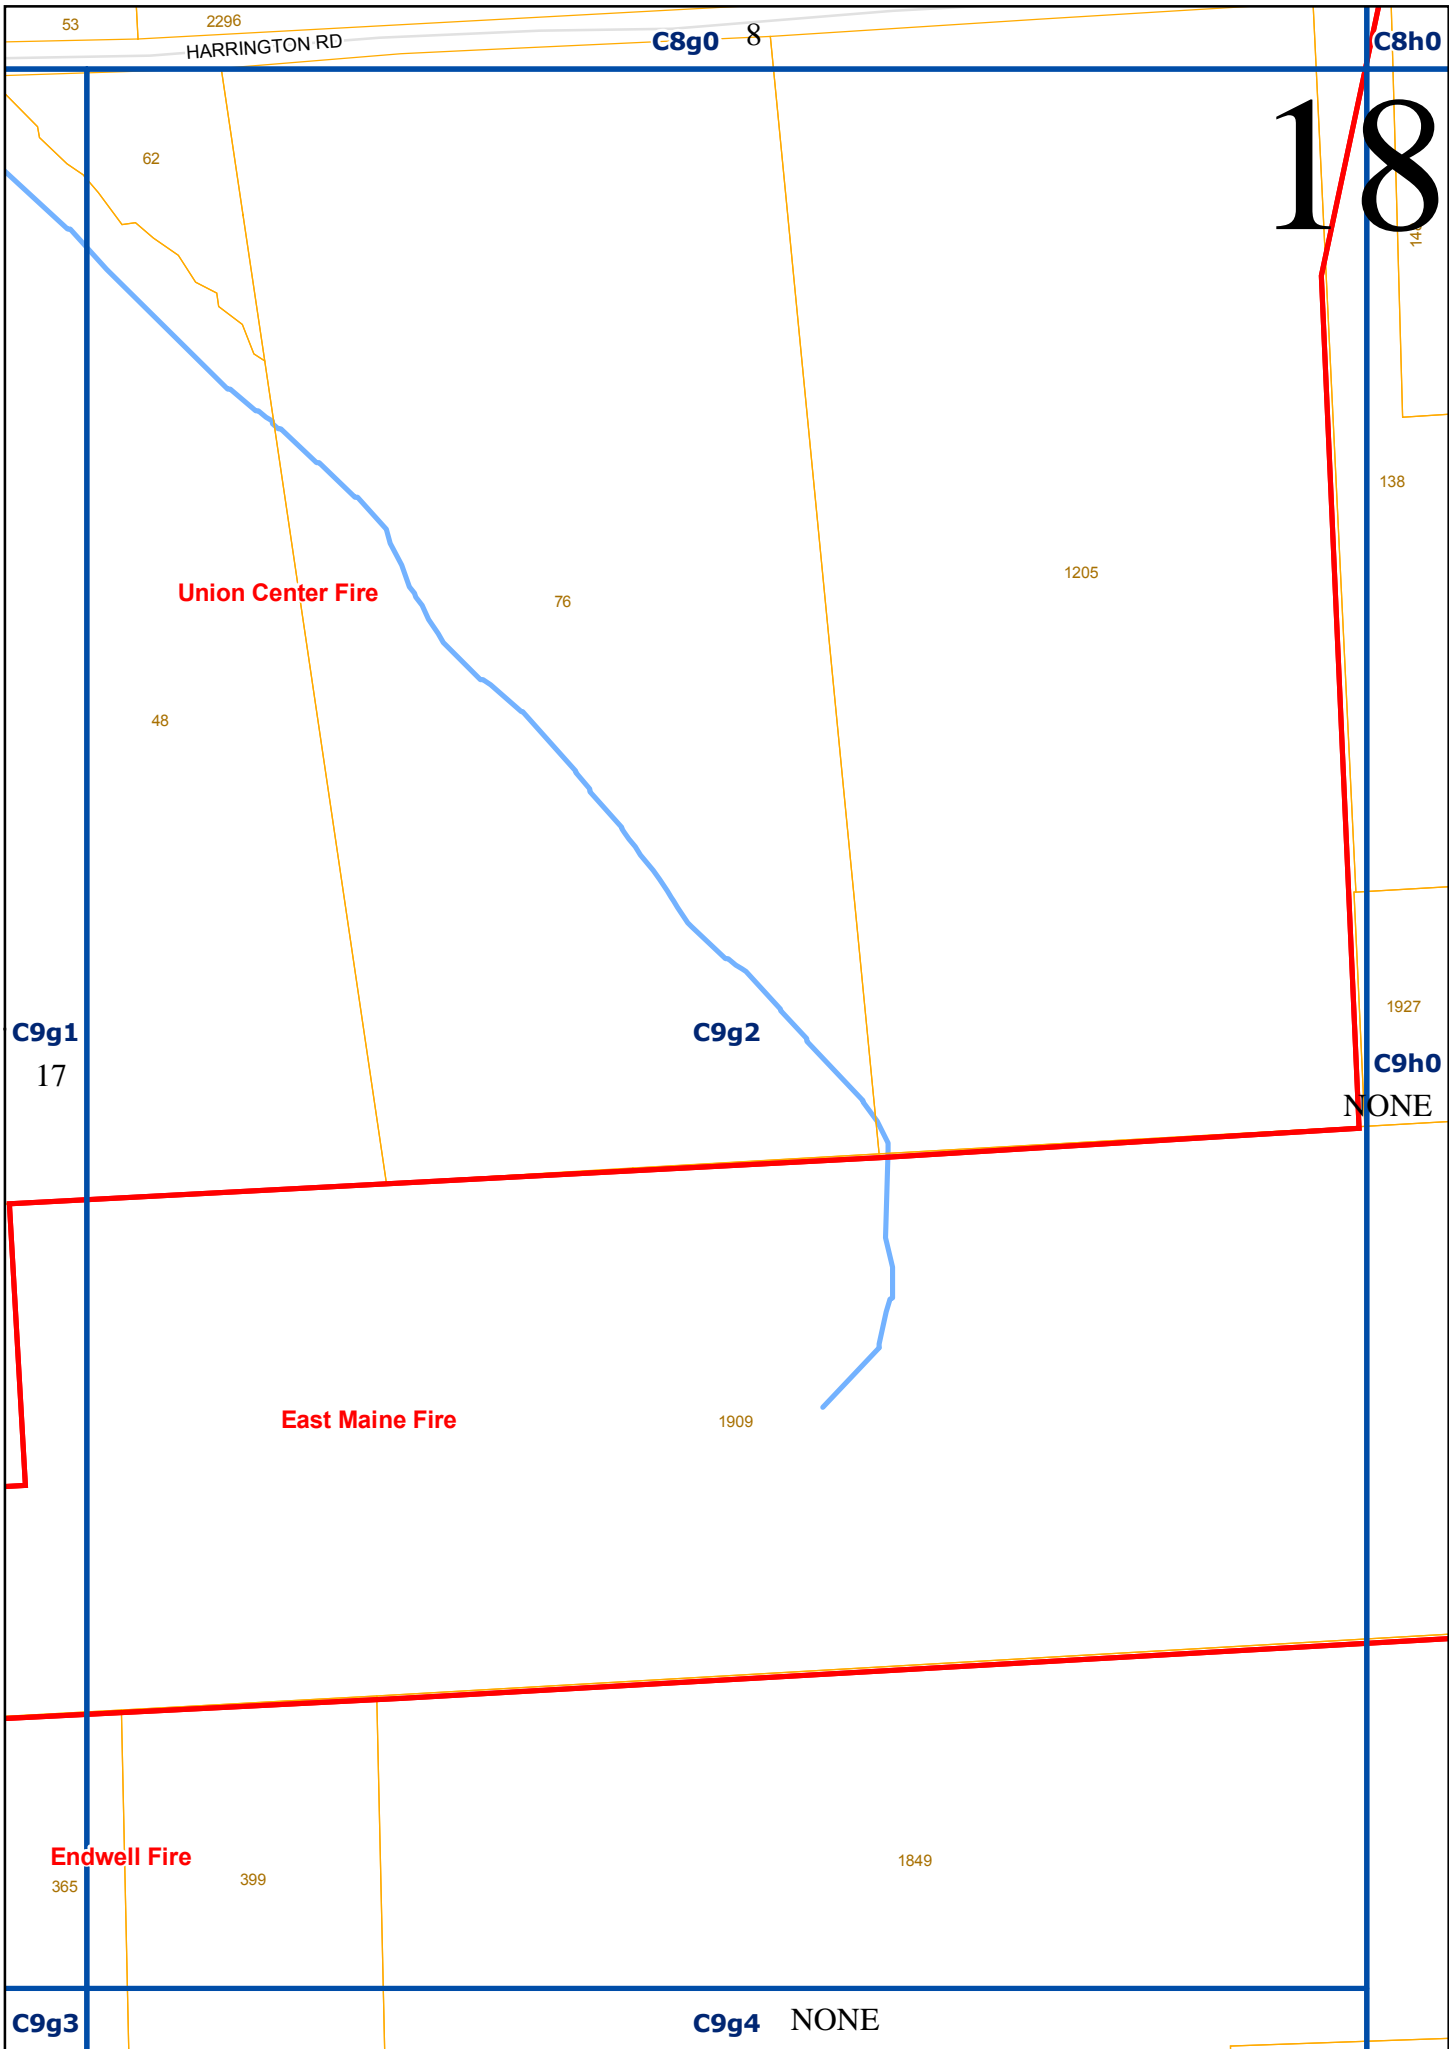 53
2296
HARRINGTON RD
C8g0 8
C8h0
18
62
138
1205
Union Center Fire
76
48
1927
C9g1
17
C9g2
C9h0
NONE
East Maine Fire
1909
Endwell Fire
365
399
1849
C9g3
C9g4 NONE